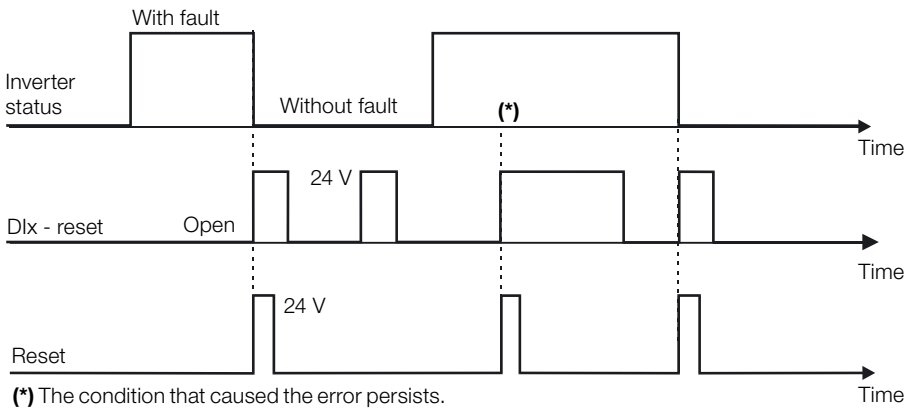 With fault
Inverter
status
Without fault
(*)
Time
24 V
DIx - reset
Open
Time
24 V
Reset
(*) The condition that caused the error persists.
Time